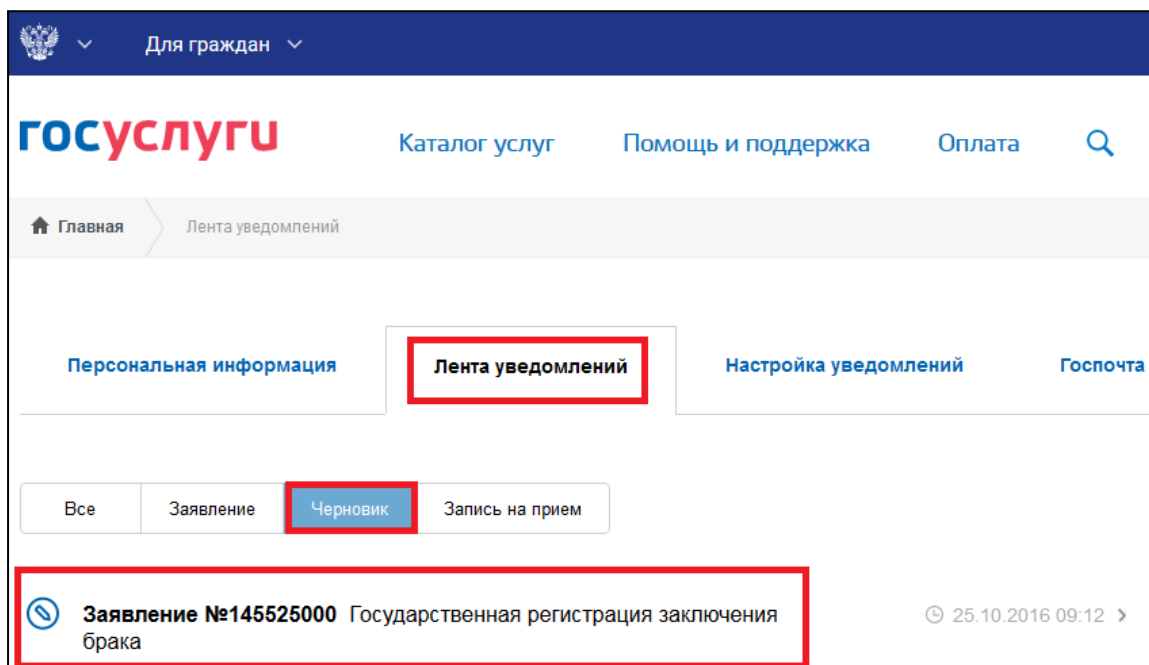 Для граждан
госуслуги Каталог услуг Помощь и поддержка Оплата
Главная Лента уведомлений
Персональная информация Лента уведомлений Настройка уведомлений Госпочта
Все Заявление Черновик Запись на прием
Заявление №145525000 Государственная регистрация заключения 25.10.2016 09:12
брака